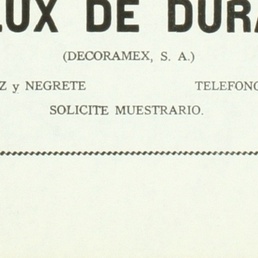 LUX DE DURA
(DECORAMEX, S. A.)
Z y NEGRETE TELEFONO
SOLICITE MUESTRARIO.